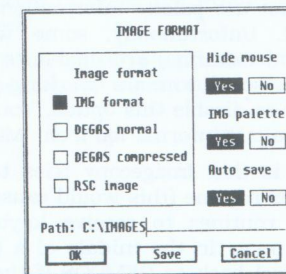 IMAGE FORMAT
Image format
IMG format
DEGAS normal
DEGAS compressed
RSC image
Hide mouse
Yes No
IMG palette
Yes No
Auto save
Yes No
Path: C:\IMAGES
OK Save Cancel